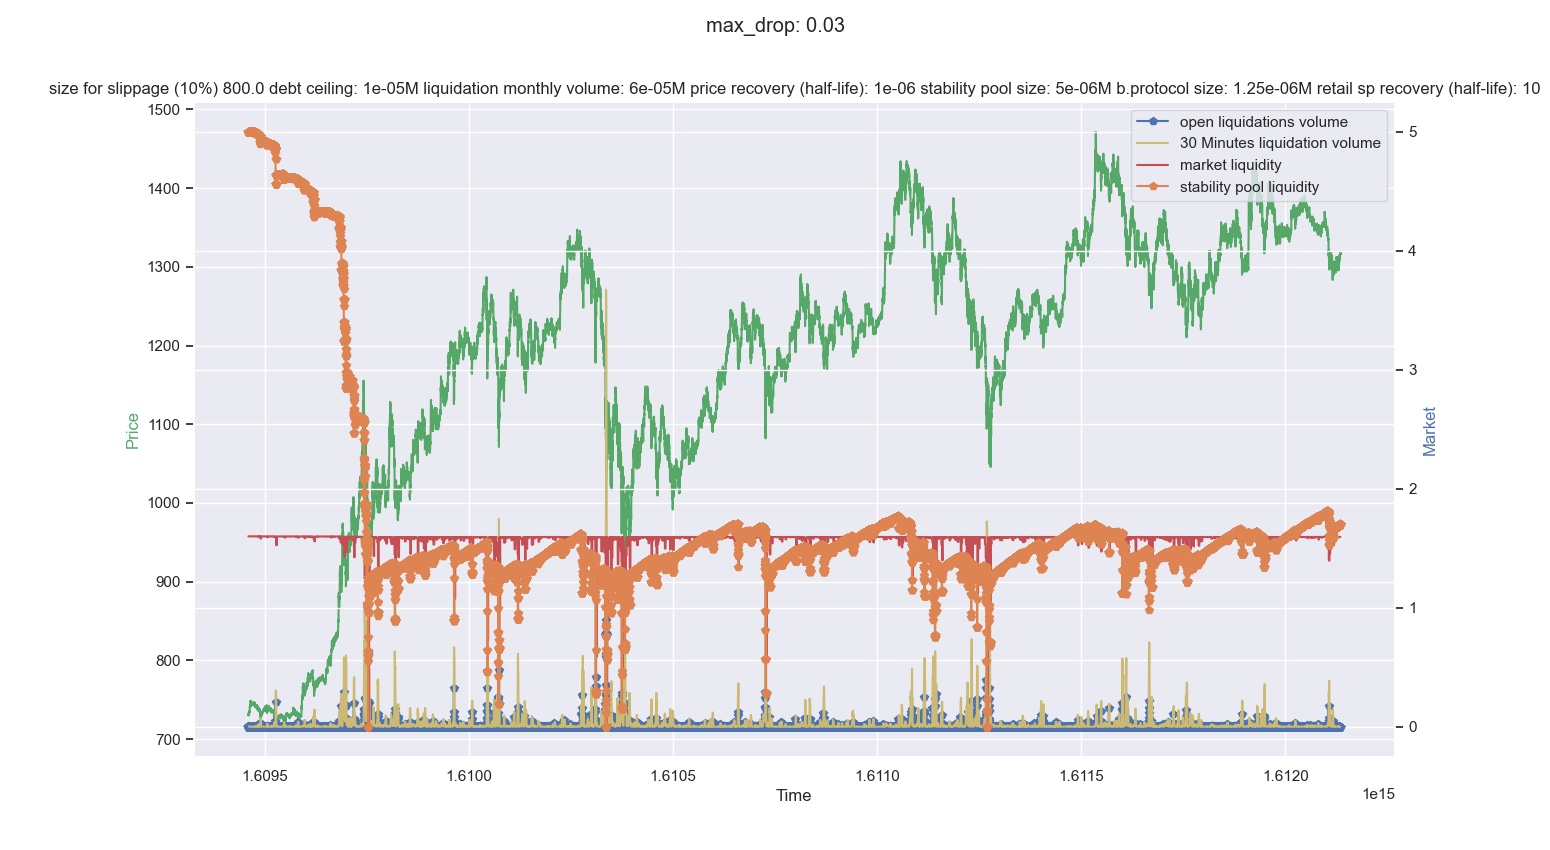 max_drop: 0.03
size for slippage (10%) 800.0 debt ceiling: 1e-05M liquidation monthly volume: 6e-05M price recovery (half-life): 1e-06 stability pool size: 5e-06M b.protocol size: 1.25e-06M retail sp recovery (half-life): 10
open liquidations volume
30 Minutes liquidation volume
market liquidity
stability pool liquidity
1500
1400
1300
1200
1100
1000
900
800
700
Price
5
4
3
2
1
0
Market
1.6095
1.6100
1.6105
1.6110
1.6115
1.6120
Time
1e15